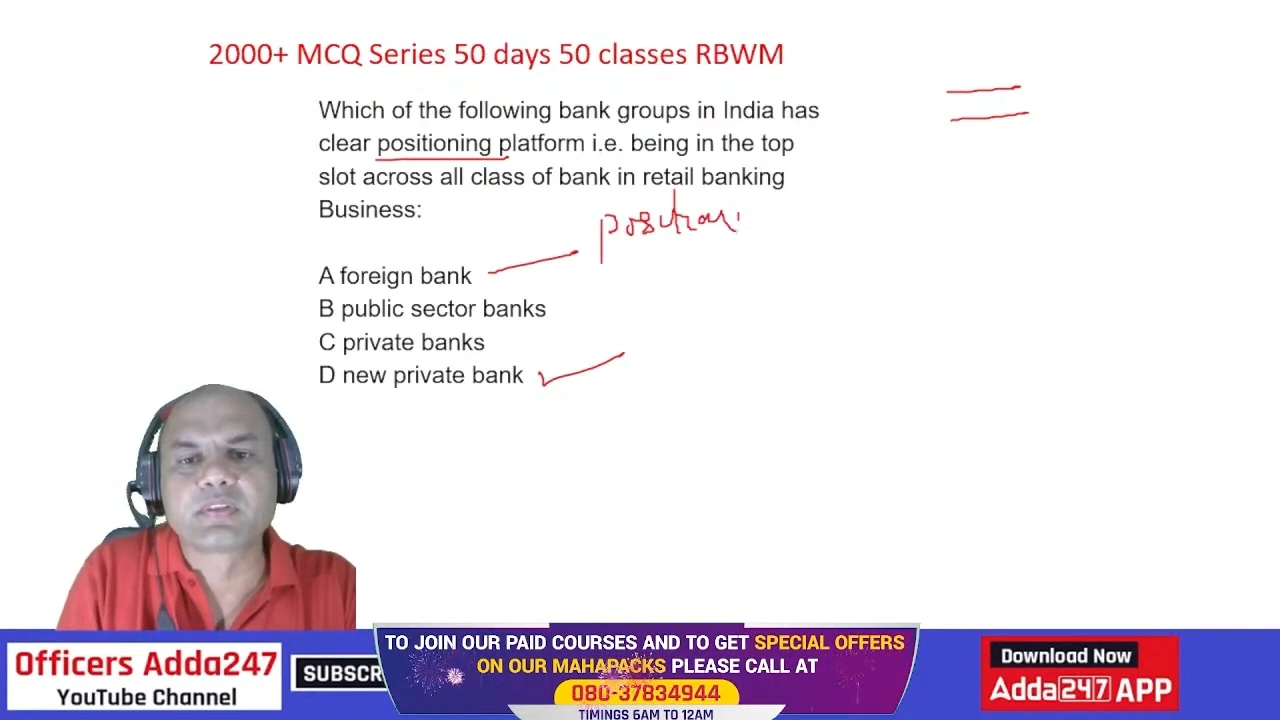 2000+ MCQ Series 50 days 50 classes RBWM
Which of the following bank groups in India has
clear positioning platform i.e. being in the top
slot across all class of bank in retail banking
Business:
A foreign bank
B public sector banks
C private banks
D new private bank
Officers Adda247
YouTube Channel
SUBSCR
TO JOIN OUR PAID COURSES AND TO GET SPECIAL OFFERS
ON OUR MAHAPACKS PLEASE CALL AT
080-37834944
TIMINGS 6AM TO 12AM
Download Now
Adda247 APP